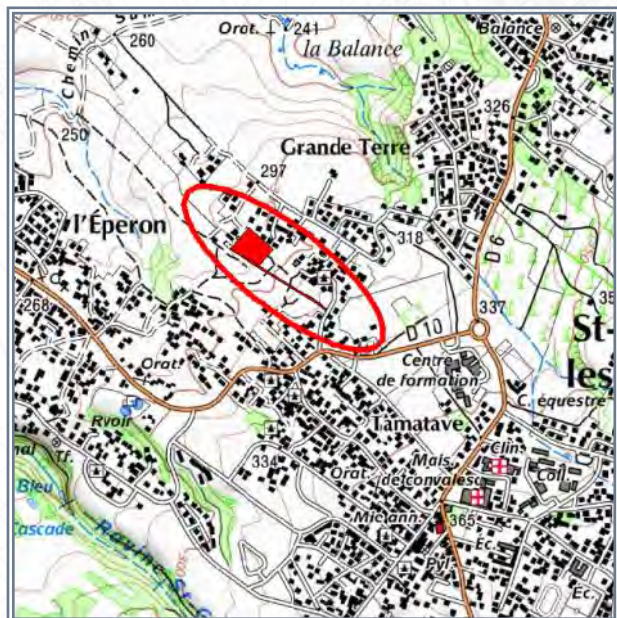 Orat.
241
Balance
260
la Balance
Chemin
326
250
Grande Terre
297
l'Éperon
318
D 6
268
337
D 10
St-
les
Centre
de formation
C. équestre
Orat.
Rvoir
Tamatave
Tf.
334
Clin.
Mais.
de convalesc.
Col.
Orat.
Bleu
Cascade
365
Pyl.
Éc.
Éc.